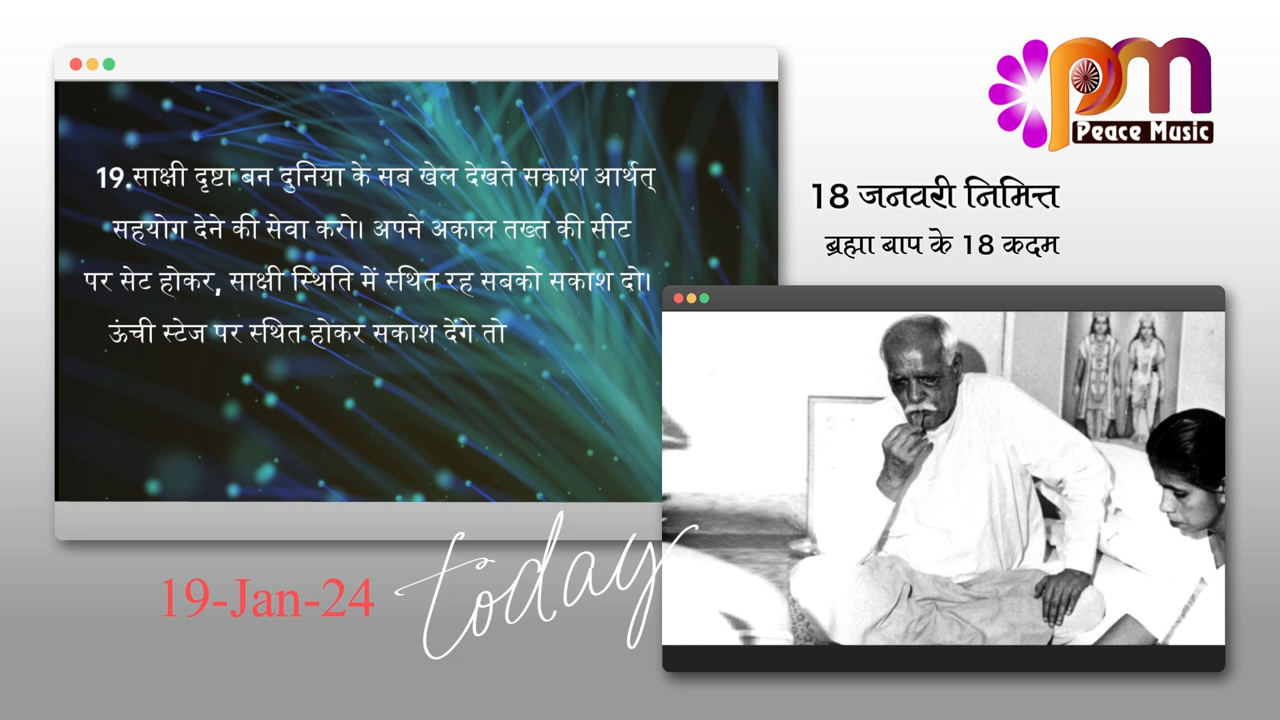 19.साक्षी दृष्टा बन दुनिया के सब खेल देखते सकाश आर्थत्
सहयोग देने की सेवा करो। अपने अकाल तख्त की सीट
पर सेट होकर, साक्षी स्थिति में स्थित रह सबको सकाश दो।
ऊंची स्टेज पर स्थित होकर सकाश देंगे तो
pm
Peace Music
18 जनवरी निमित्त
ब्रह्मा बाप के 18 कदम
19-Jan-24
today